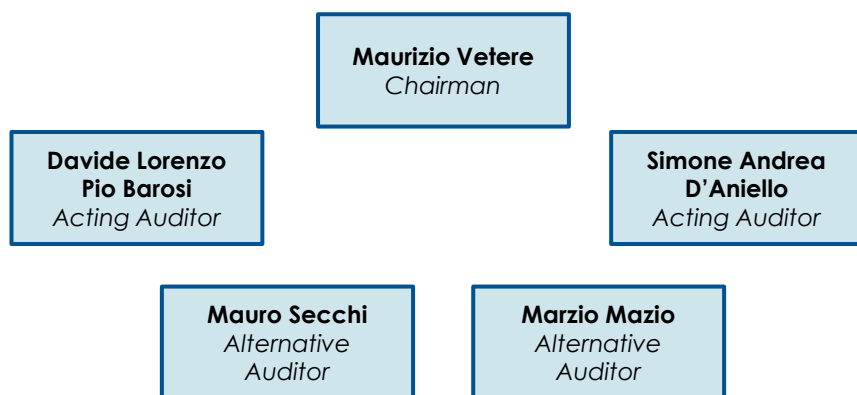 Maurizio Vetere
Chairman
Davide Lorenzo
Pio Barosi
Acting Auditor
Simone Andrea
D’Aniello
Acting Auditor
Mauro Secchi
Alternative
Auditor
Marzio Mazio
Alternative
Auditor